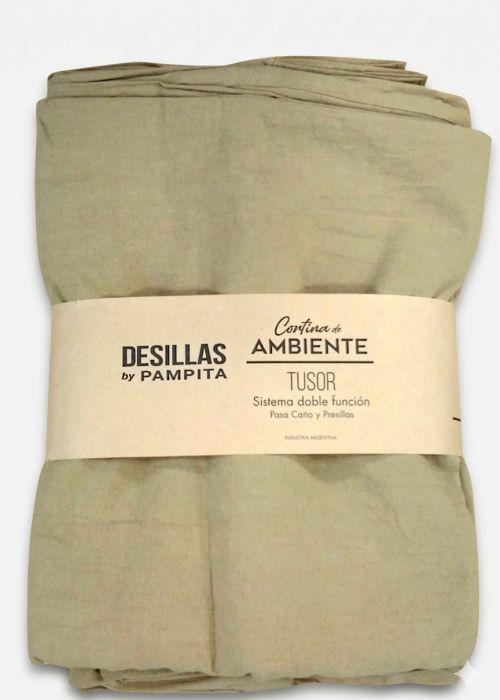 DESILLAS
by PAMPITA
Cortina de
AMBIENTE
TUSOR
Sistema doble función
Pasa Caño y Presillas
INDUSTRIA ARGENTINA